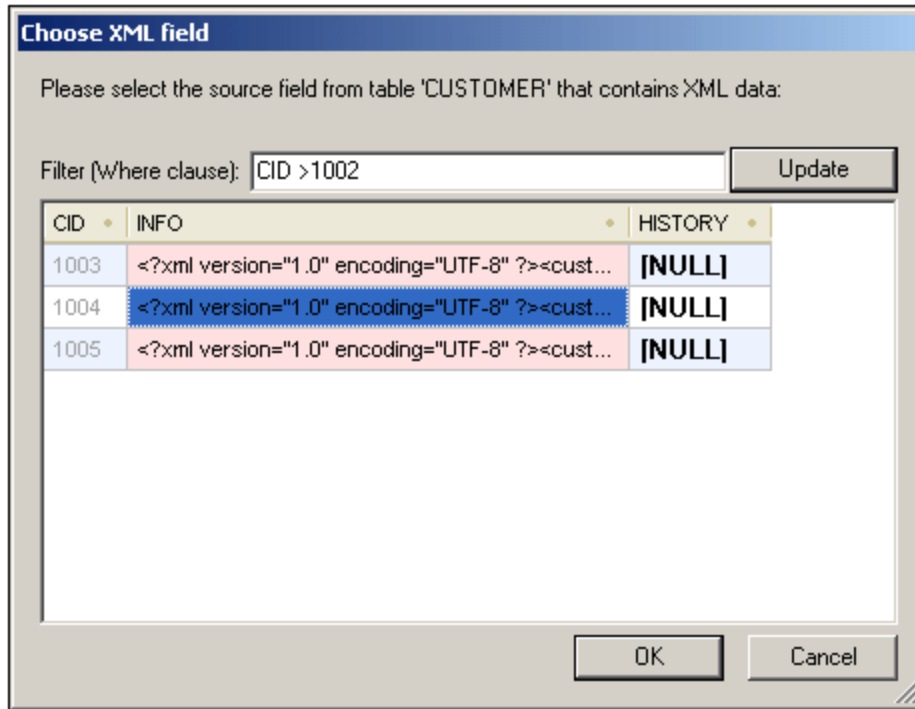 Choose XML field
Please select the source field from table 'CUSTOMER' that contains XML data:
Filter (Where clause): CID >1002 Update
CID INFO HISTORY
1003 <?xml version="1.0" encoding="UTF-8" ?><cust... [NULL]
1004 <?xml version="1.0" encoding="UTF-8" ?><cust... [NULL]
1005 <?xml version="1.0" encoding="UTF-8" ?><cust... [NULL]
OK Cancel